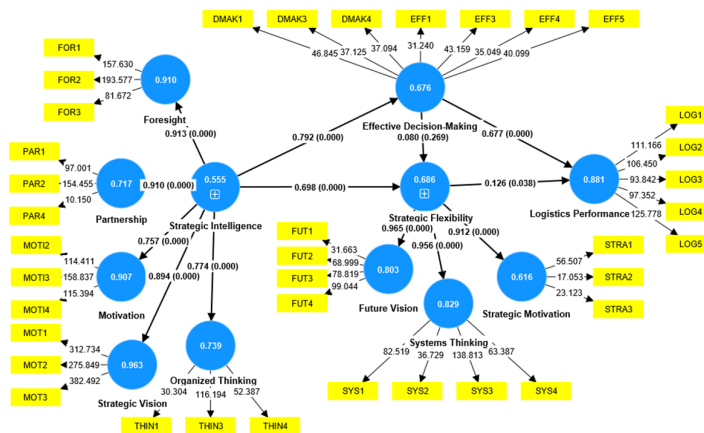 DMAK1 DMAK3 DMAK4 EFF1 EFF3 EFF4 EFF5
46.845 37.125 37.094 31.240 43.159 35.049 40.099
0.676
Effective Decision-Making
FOR1
FOR2
FOR3
157.630
193.577
81.672
0.910
Foresight
0.913 (0.000)
0.792 (0.000)
0.080 (0.269)
0.677 (0.000)
PAR1
PAR2
PAR4
97.001
154.455
10.150
0.717
Partnership
0.910 (0.000)
0.555
Strategic Intelligence
0.698 (0.000)
0.686
Strategic Flexibility
0.126 (0.038)
0.881
Logistics Performance
111.166
106.450
93.842
97.352
125.778
LOG1
LOG2
LOG3
LOG4
LOG5
MOTI2
MOTI3
MOTI4
114.411
158.837
115.394
0.907
Motivation
0.757 (0.000)
0.894 (0.000)
0.774 (0.000)
MOT1
MOT2
MOT3
312.734
275.849
382.492
0.963
Strategic Vision
0.739
Organized Thinking
30.304
116.194
52.387
THIN1 THIN3 THIN4
0.965 (0.000)
0.956 (0.000)
0.912 (0.000)
FUT1
FUT2
FUT3
FUT4
31.663
68.999
78.819
99.044
0.803
Future Vision
0.829
Systems Thinking
82.519
36.729
138.813
63.387
SYS1 SYS2 SYS3 SYS4
0.616
Strategic Motivation
56.507
17.053
23.123
STRA1
STRA2
STRA3